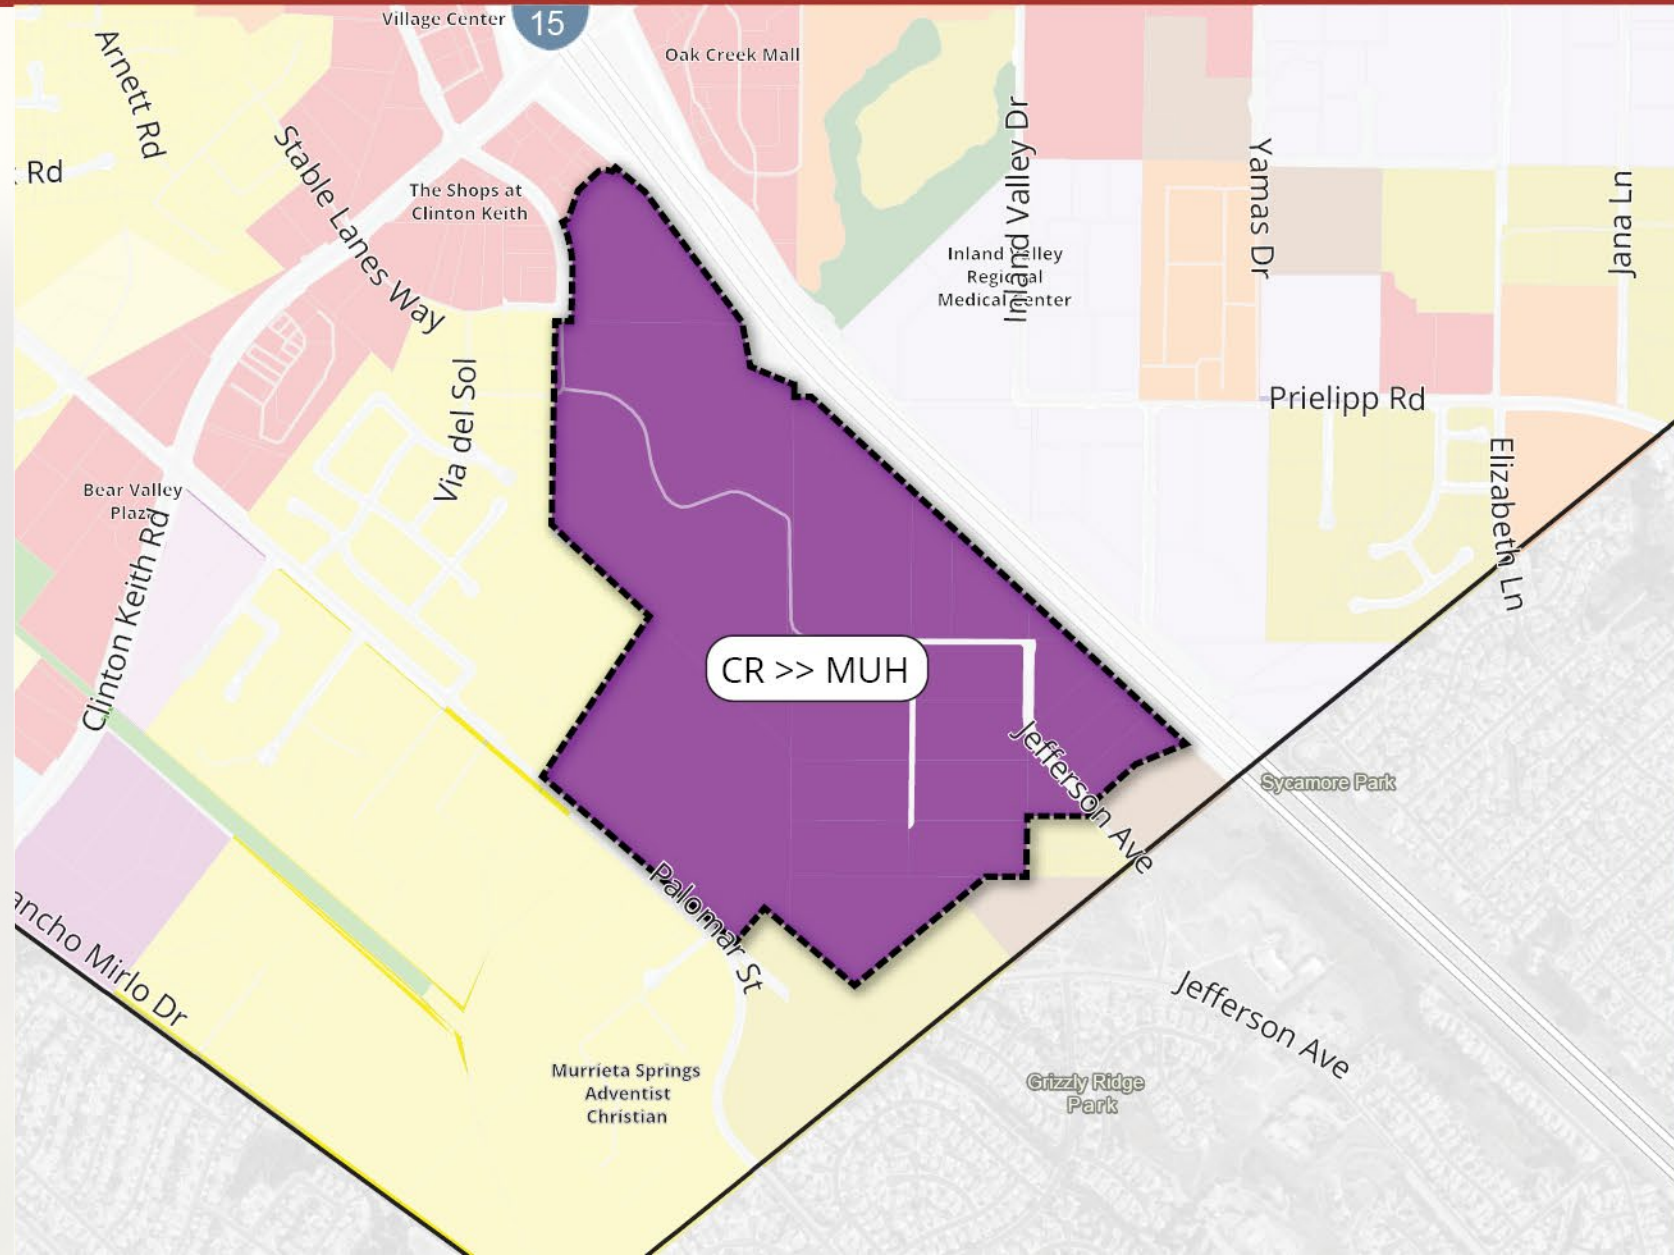 Village Center
15
Oak Creek Mall
Arnett Rd
Rd
Stable Lanes Way
The Shops at
Clinton Keith
Inland Valley Dr
Yamas Dr
Jana Ln
Inland Valley
Regional
Medical Center
Via del Sol
Prielipp Rd
Bear Valley
Plaza
Clinton Keith Rd
Elizabeth Ln
CR >> MUH
Jefferson Ave
Sycamore Park
Palomar St
ancho Mirlo Dr
Jefferson Ave
Murrieta Springs
Adventist
Christian
Grizzly Ridge
Park